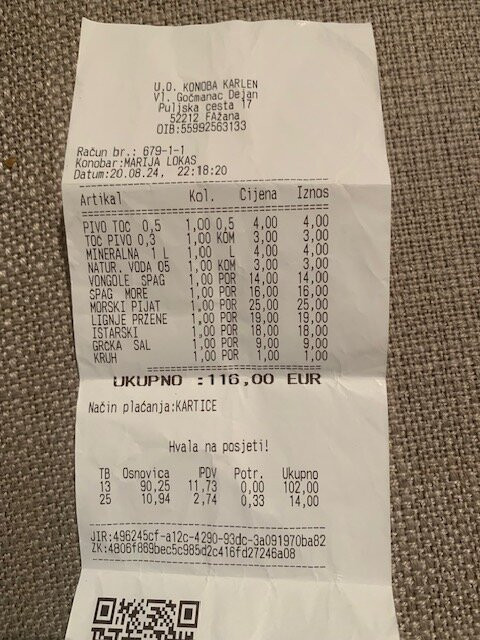 U.O. KONOBA KARLEN
Vl. Gočmanac Dejan
Puljska cesta 17
52212 FAžana
OIB:55992563133
Račun br.: 679-1-1
Konobar:MARIJA LOKAS
Datum:20.08.24, 22:18:20
Artikal Kol. Cijena Iznos
PIVO TOČ 0,5 1,00 0,5 4,00 4,00
TOČ PIVO 0,3 1,00 KOM 3,00 3,00
MINERALNA 1 L 1,00 L 4,00 4,00
NATUR. VODA 05 1,00 KOM 3,00 3,00
VONGOLE SPAG 1,00 POR 14,00 14,00
ŠPAG MORE 1,00 POR 16,00 16,00
MORSKI PIJAT 1,00 POR 25,00 25,00
LIGNJE PRŽENE 1,00 POR 19,00 19,00
ISTARSKI 1,00 POR 18,00 18,00
GRČKA SAL 1,00 POR 9,00 9,00
KRUH 1,00 POR 1,00 1,00
UKUPNO :116,00 EUR
Način plaćanja:KARTICE
Hvala na posjeti!
TB Osnovica PDV Potr. Ukupno
13 90,25 11,73 0,00 102,00
25 10,94 2,74 0,33 14,00
JIR:496245cf-a12c-4290-93dc-3a091970ba82
ZK:4806f869bec5c985d2c416fd27246a08